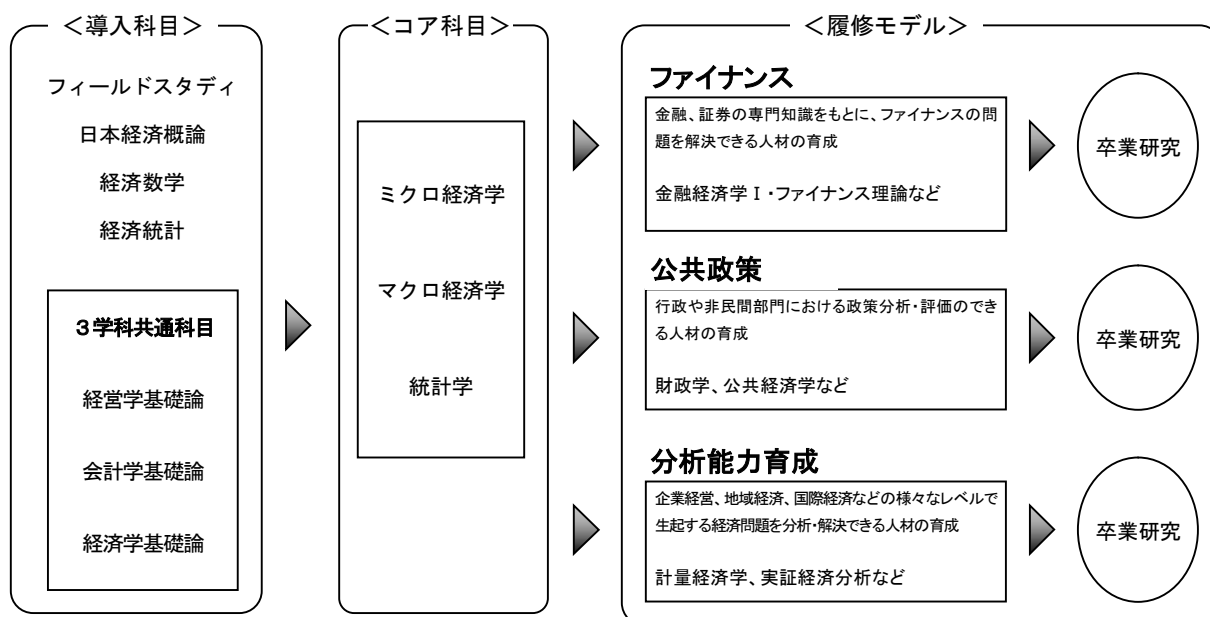 <導入科目>
フィールドスタディ
日本経済概論
経済数学
経済統計
３学科共通科目
経営学基礎論
会計学基礎論
経済学基礎論
<コア科目>
ミクロ経済学
マクロ経済学
統計学
<履修モデル>
ファイナンス
金融、証券の専門知識をもとに、ファイナンスの問
題を解決できる人材の育成
金融経済学Ⅰ・ファイナンス理論など
卒業研究
公共政策
行政や非民間部門における政策分析・評価のでき
る人材の育成
財政学、公共経済学など
卒業研究
分析能力育成
企業経営、地域経済、国際経済などの様々なレベルで
生起する経済問題を分析・解決できる人材の育成
計量経済学、実証経済分析など
卒業研究